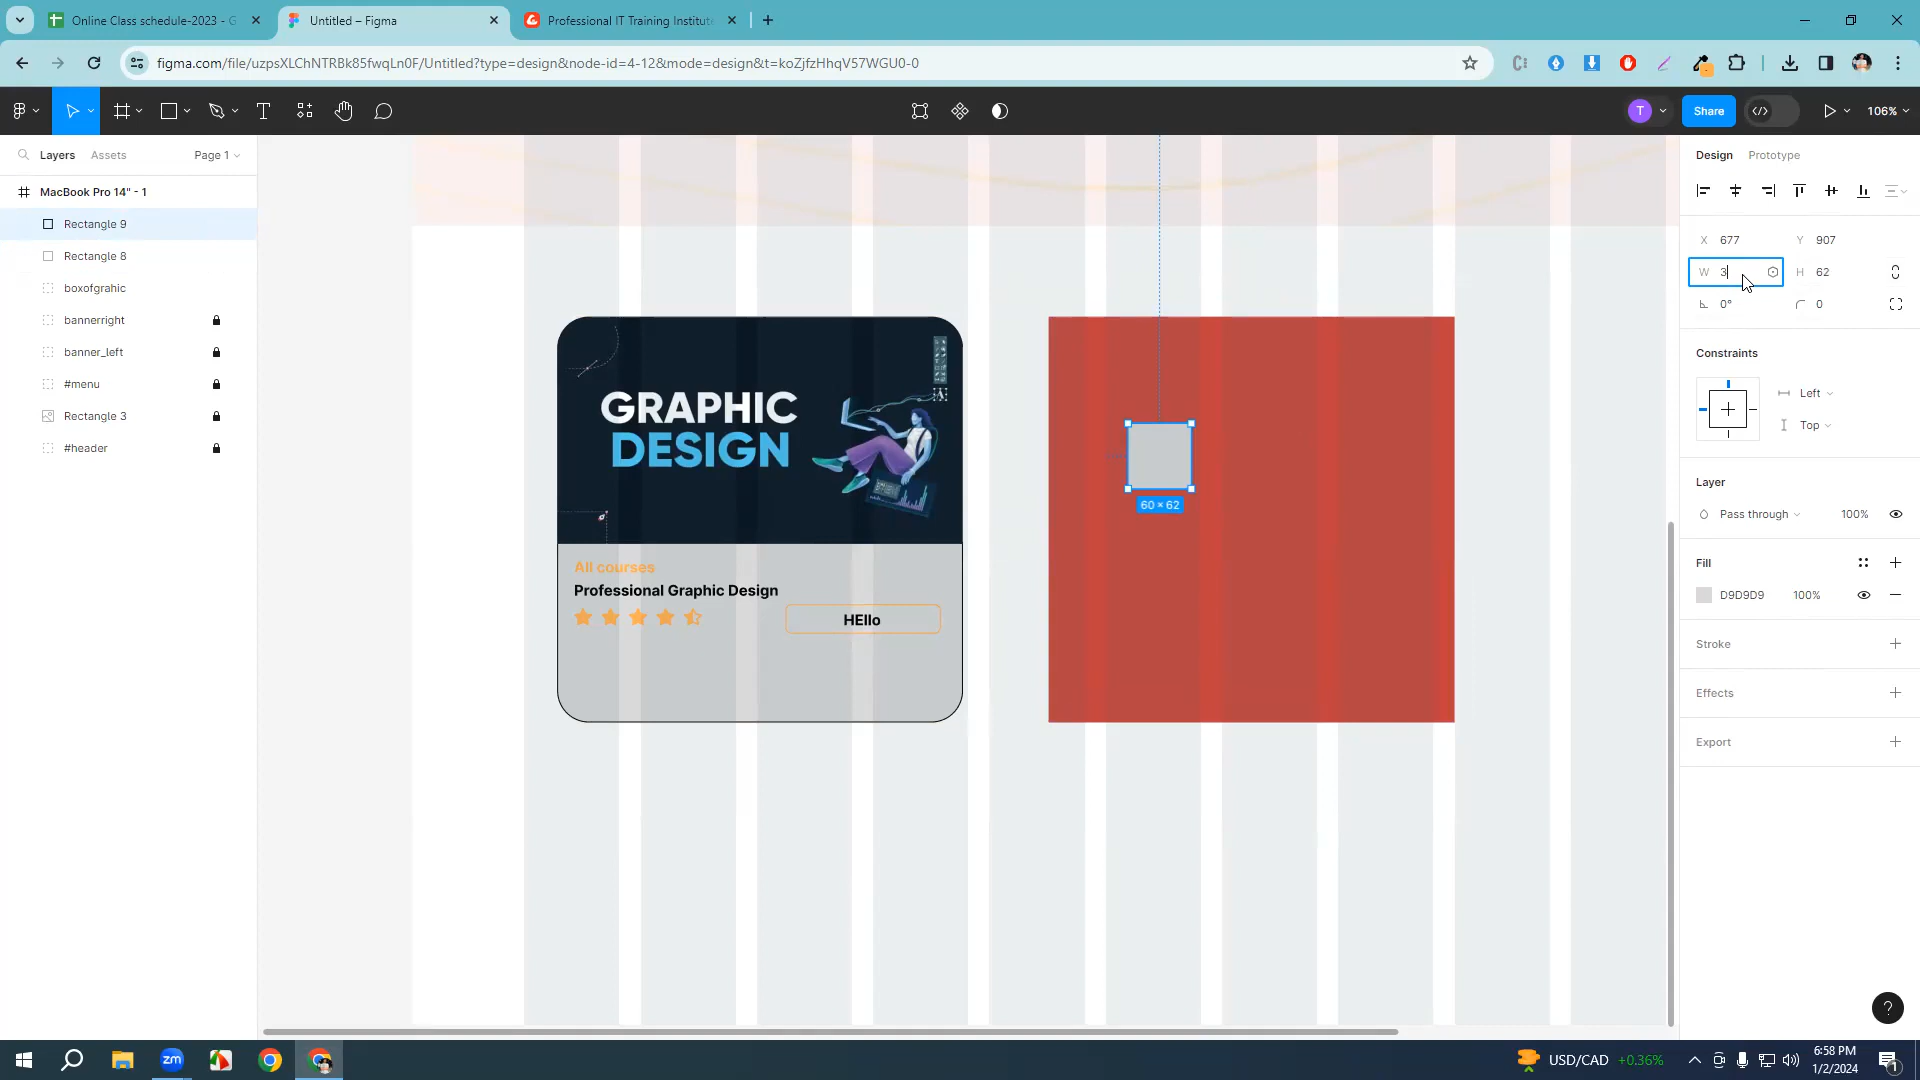 Online Class schedule-2023 - G
Untitled – Figma
Professional IT Training Institute
figma.com/file/uzpsXLChNTRBk85fwqLn0F/Untitled?type=design&node-id=4-12&mode=design&t=koZjfzHhqV57WGU0-0
T
Share
106%
Layers
Assets
Page 1
MacBook Pro 14" - 1
Rectangle 9
Rectangle 8
boxofgrahic
bannerright
banner_left
#menu
Rectangle 3
#header
GRAPHIC
DESIGN
All courses
Professional Graphic Design
HEllo
60 × 62
Design
Prototype
X 677
Y 907
W 3
H 62
0°
0
Constraints
Left
Top
Layer
Pass through
100%
Fill
D9D9D9
100%
Stroke
Effects
Export
?
zm
USD/CAD +0.36%
6:58 PM
1/2/2024
1